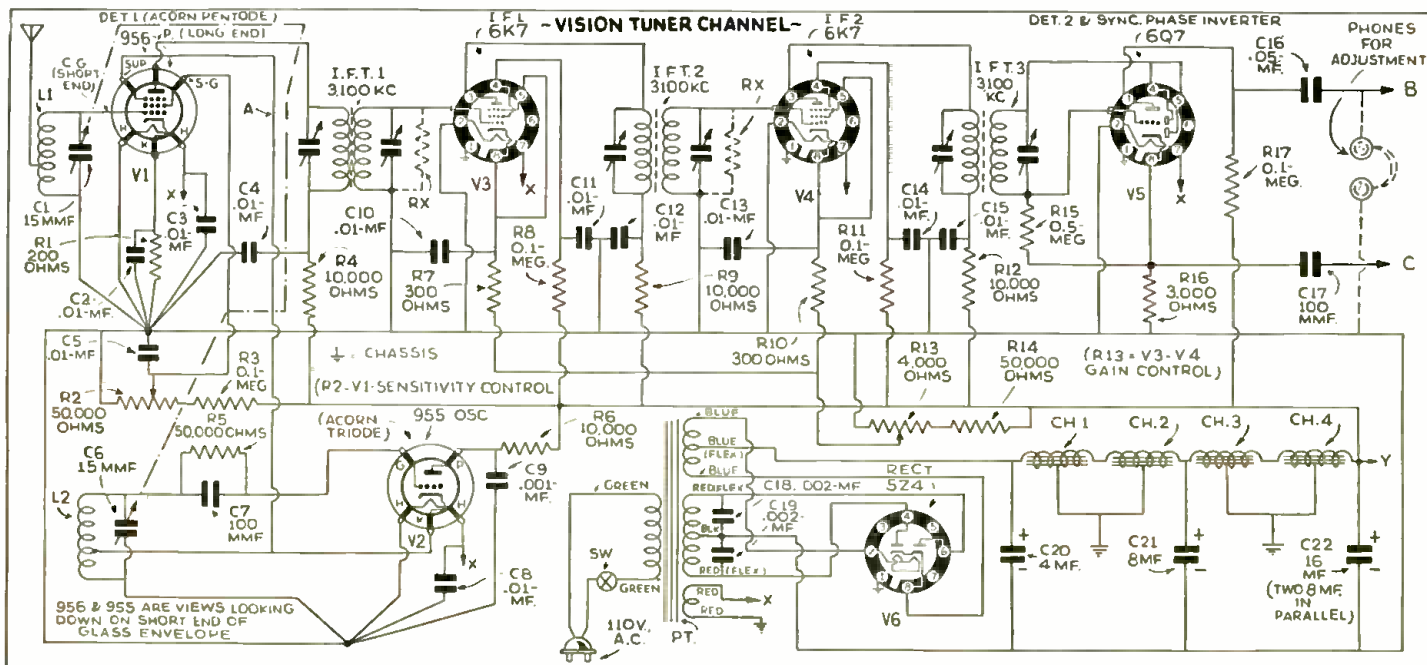 ~VISION TUNER CHANNEL~
DET. 1 (ACORN PENTODE)
956
P. (LONG END)
C.G.
(SHORT
END)
SUP.
S-G
H
H
K
V1
L1
A
C1
15 MMF.
R1
200
OHMS
C2
.01-MF.
C3
.01-
MF.
X
C4
.01-
MF.
I.F.T. 1
3,100 KC
RX
R4
10,000
OHMS
C10
.01-MF.
I.F.1
6K7
V3
X
R7
300
OHMS
R8
0.1-
MEG.
C11
.01-
MF.
I.F.T. 2
3100 KC
RX
C12
.01-MF.
C13
.01-MF.
R9
10,000
OHMS
I.F.2
6K7
V4
X
R10
300 OHMS
R11
0.1-
MEG.
C14
.01-
MF.
I.F.T. 3
3100
KC
C15
.01-
MF.
R12
10,000
OHMS
DET. 2 & SYNC. PHASE INVERTER
6Q7
V5
X
R15
0.5-
MEG
R16
3,000
OHMS
R17
0.1-
MEG.
C16
.05-
MF.
PHONES
FOR
ADJUSTMENT
B
C
C17
100
MMF.
C5
.01-MF
R2
50,000
OHMS
R3
0.1-
MEG
= CHASSIS
(R2-V1-SENSITIVITY CONTROL)
R5
50,000 OHMS
C6
15 MMF
L2
C7
100
MMF
(ACORN
TRIODE)
955 OSC
G
P
H
H
K
V2
X
C8
.01-
MF.
C9
.001-
MF.
R6
10,000
OHMS
956 & 955 ARE VIEWS LOOKING
DOWN ON SHORT END OF
GLASS ENVELOPE
SW
110V.,
A.C.
GREEN
GREEN
PT.
BLUE
BLUE
(FLEX)
BLUE
RED(FLEX)
BLK
RED(FLEX)
RED
RED
X
C18. .002-MF
C19
.002-
MF
RECT
5Z4
V6
R13
4,000
OHMS
R14
50,000
OHMS
(R13 = V3-V4
GAIN CONTROL)
CH.1
CH.2
CH.3
CH.4
Y
C20
4 MF.
C21
8MF.
C22
16
MF
(TWO 8 MF.
IN
PARALLEL)